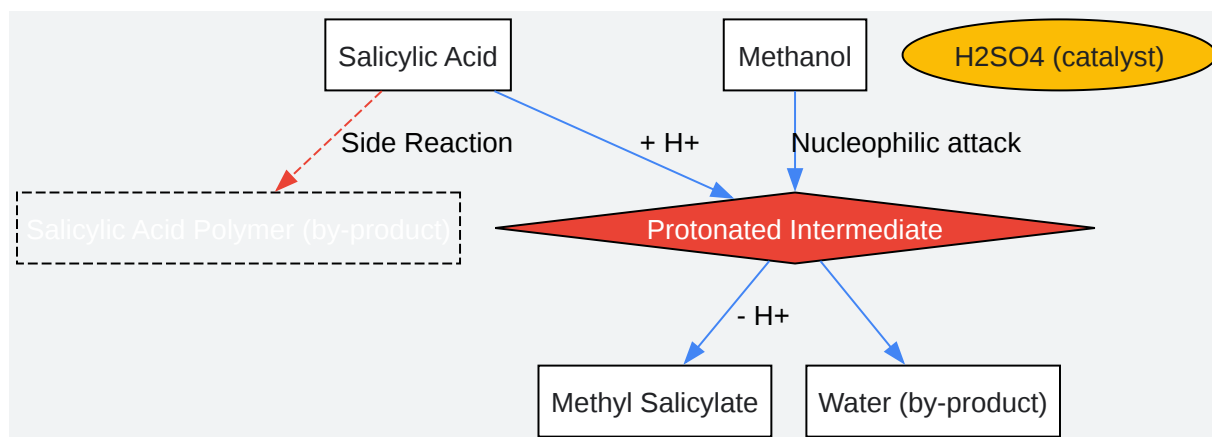 Salicylic Acid
Methanol
H2SO4 (catalyst)
Side Reaction
+ H+
Nucleophilic attack
Salicylic Acid Polymer (by-product)
Protonated Intermediate
- H+
Methyl Salicylate
Water (by-product)